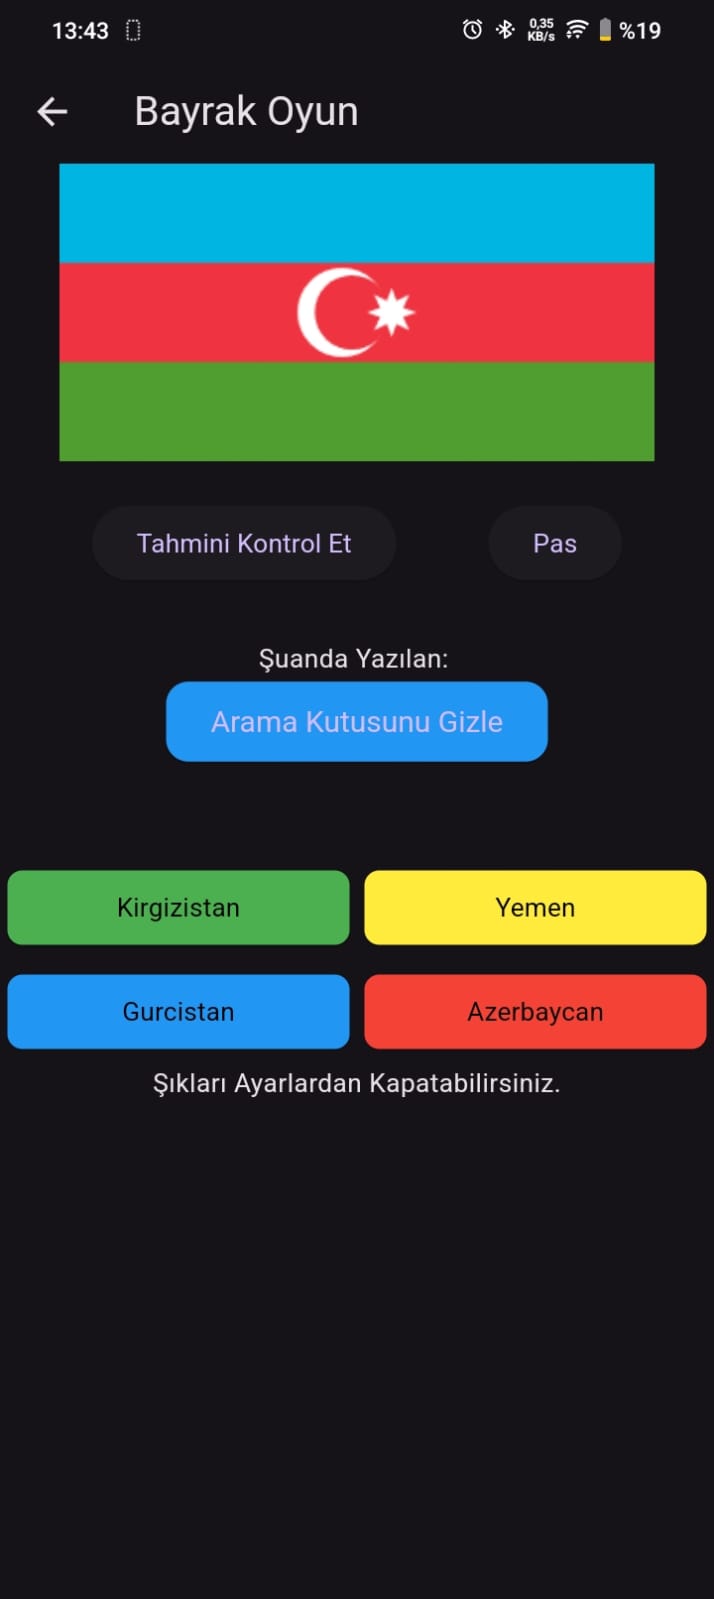 13:43 0,35 KB/s %19
Bayrak Oyun
Tahmini Kontrol Et Pas
Şuanda Yazılan:
Arama Kutusunu Gizle
Kirgizistan Yemen
Gurcistan Azerbaycan
Şıkları Ayarlardan Kapatabilirsiniz.